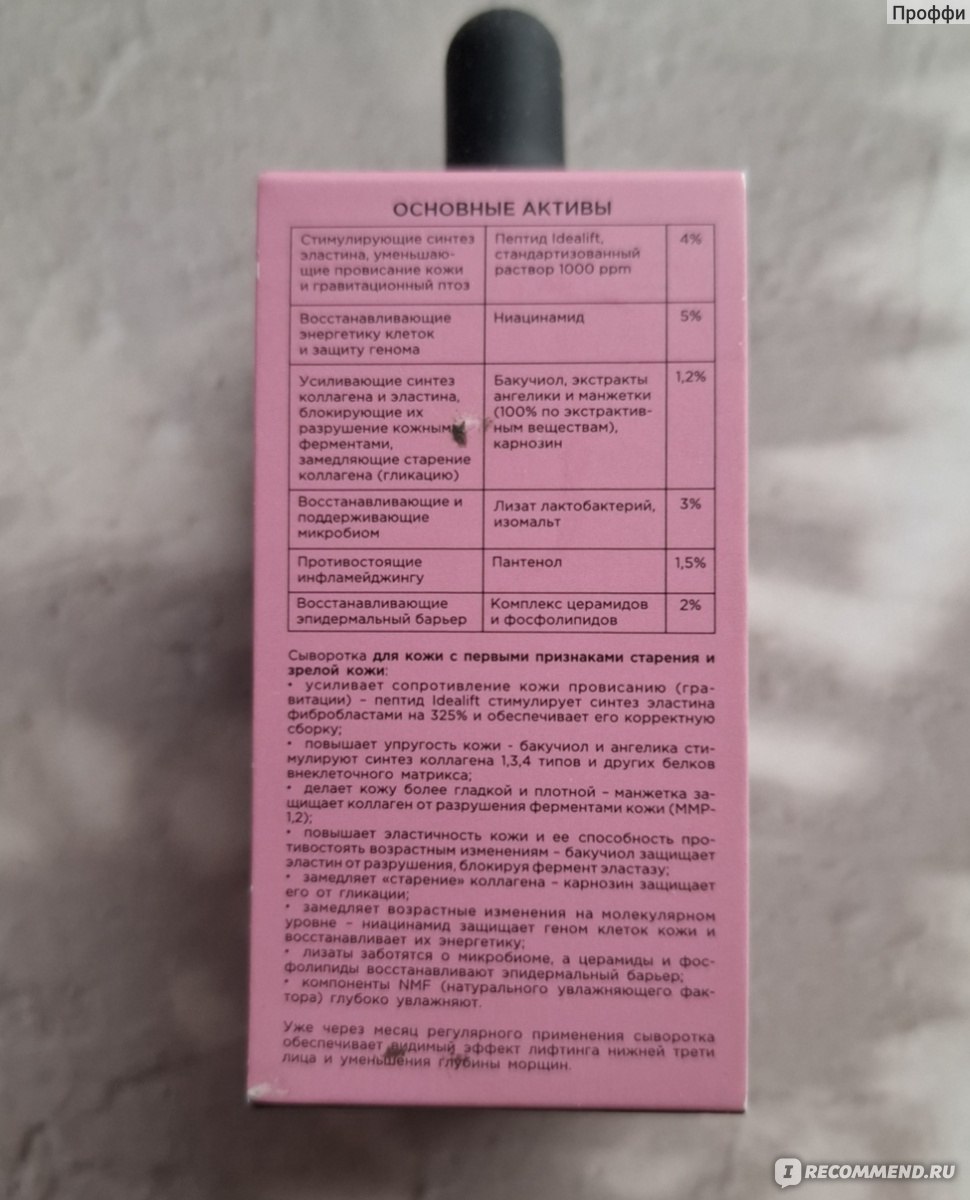 Проффи
ОСНОВНЫЕ АКТИВЫ
Стимулирующие синтез
эластина, уменьшаю-
щие провисание кожи
и гравитационный птоз
Пептид Idealift,
стандартизованный
раствор 1000 ppm
4%
Восстанавливающие
энергетику клеток
и защиту генома
Ниацинамид
5%
Усиливающие синтез
коллагена и эластина,
блокирующие их
разрушение кожными
ферментами,
замедляющие старение
коллагена (гликацию)
Бакучиол, экстракты
ангелики и манжетки
(100% по экстрактив-
ным веществам),
карнозин
1,2%
Восстанавливающие и
поддерживающие
микробиом
Лизат лактобактерий,
изомальт
3%
Противостоящие
инфламейджингу
Пантенол
1,5%
Восстанавливающие
эпидермальный барьер
Комплекс церамидов
и фосфолипидов
2%
Сыворотка для кожи с первыми признаками старения и
зрелой кожи:
• усиливает сопротивление кожи провисанию (гра-
витации) – пептид Idealift стимулирует синтез эластина
фибробластами на 325% и обеспечивает его корректную
сборку;
• повышает упругость кожи - бакучиол и ангелика сти-
мулируют синтез коллагена 1,3,4 типов и других белков
внеклеточного матрикса;
• делает кожу более гладкой и плотной – манжетка за-
щищает коллаген от разрушения ферментами кожи (ММР-
1,2);
• повышает эластичность кожи и ее способность про-
тивостоять возрастным изменениям – бакучиол защищает
эластин от разрушения, блокируя фермент эластазу;
• замедляет «старение» коллагена – карнозин защищает
его от гликации;
• замедляет возрастные изменения на молекулярном
уровне – ниацинамид защищает геном клеток кожи и
восстанавливает их энергетику;
• лизаты заботятся о микробиоме, а церамиды и фос-
фолипиды восстанавливают эпидермальный барьер;
• компоненты NMF (натурального увлажняющего фак-
тора) глубоко увлажняют.
Уже через месяц регулярного применения сыворотка
обеспечивает видимый эффект лифтинга нижней трети
лица и уменьшения глубины морщин.
IRECOMMEND.RU